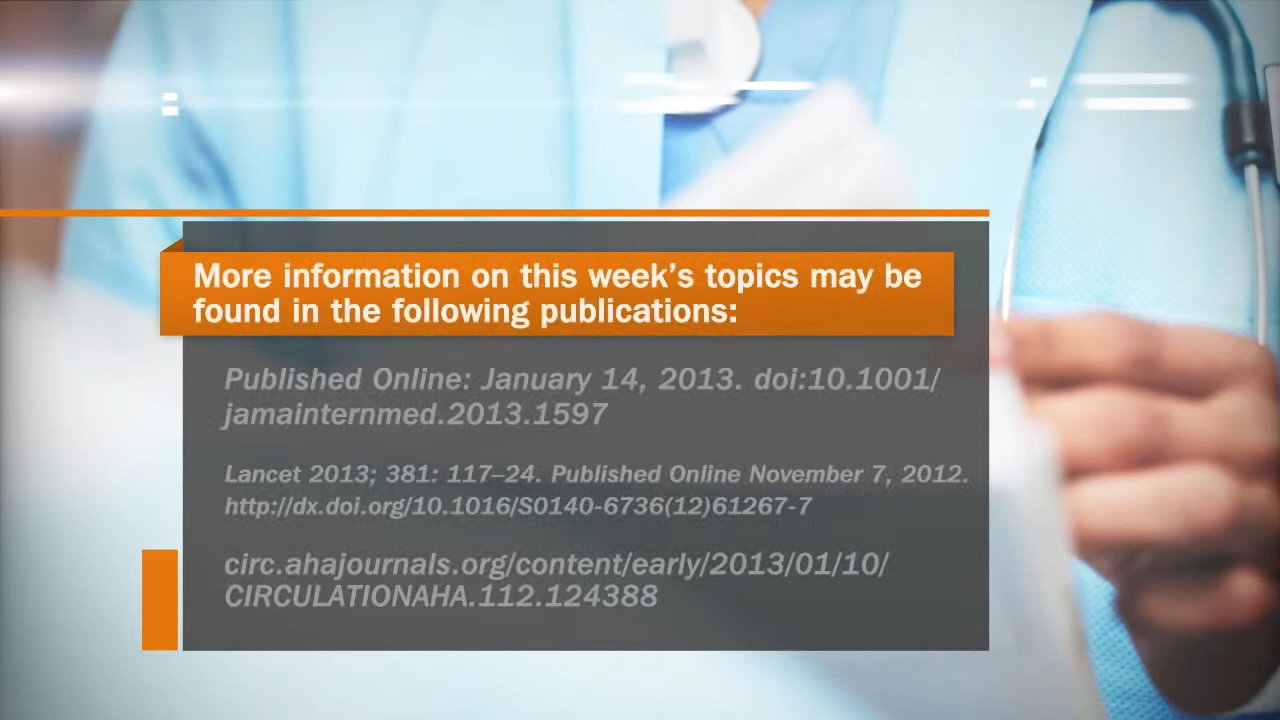 More information on this week's topics may be
found in the following publications:
Published Online: January 14, 2013. doi:10.1001/
jamainternmed.2013.1597
Lancet 2013; 381: 117–24. Published Online November 7, 2012.
http://dx.doi.org/10.1016/S0140-6736(12)61267-7
circ.ahajournals.org/content/early/2013/01/10/
CIRCULATIONAHA.112.124388